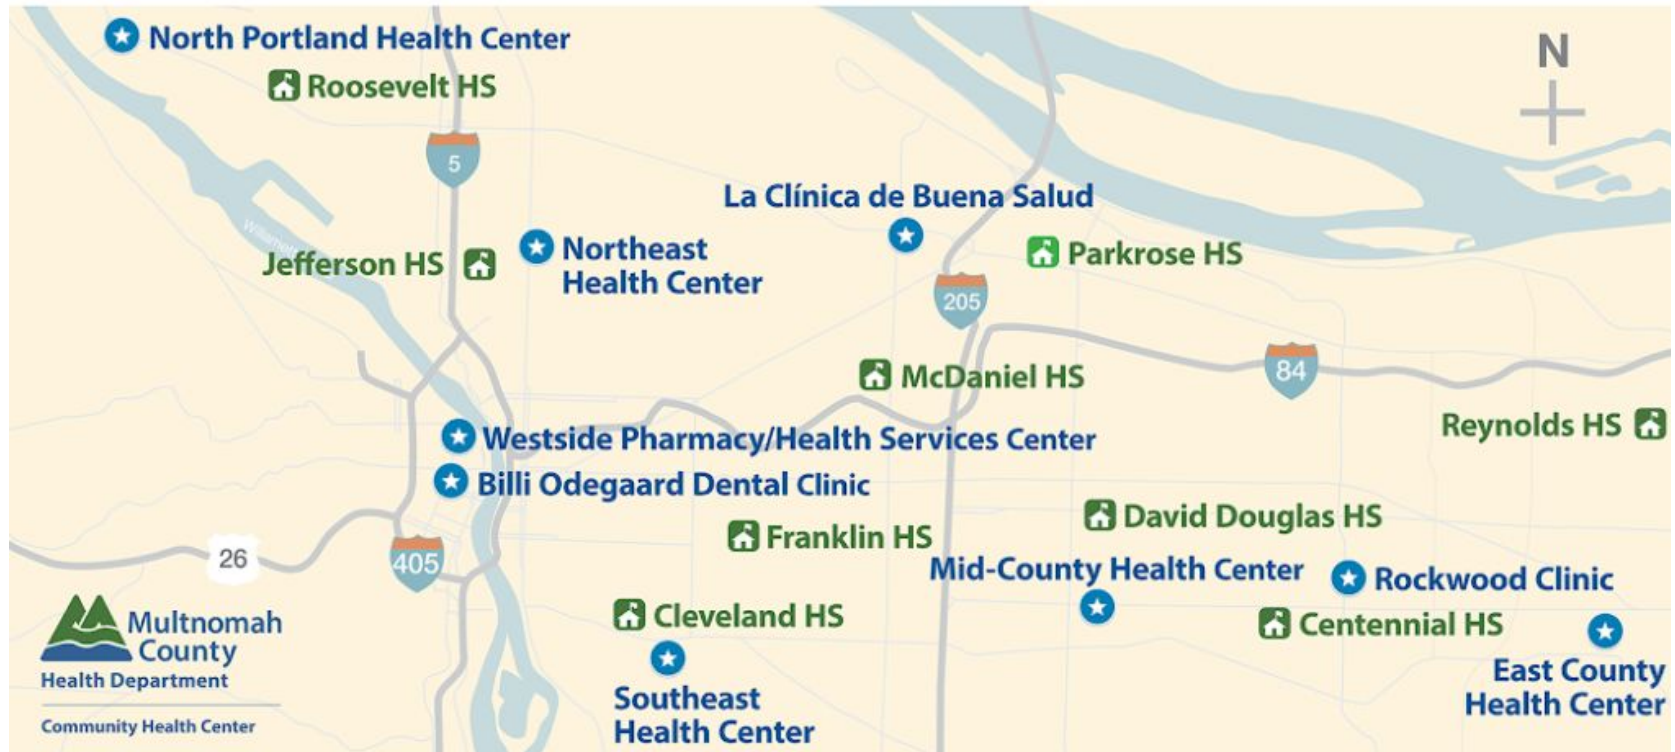 North Portland Health Center
N
Roosevelt HS
5
La Clínica de Buena Salud
Jefferson HS
Northeast
Health Center
Parkrose HS
205
McDaniel HS
84
Reynolds HS
Westside Pharmacy/Health Services Center
Billi Odegaard Dental Clinic
David Douglas HS
Franklin HS
26
405
Mid-County Health Center
Rockwood Clinic
Cleveland HS
Centennial HS
Multnomah
County
Health Department
Community Health Center
Southeast
Health Center
East County
Health Center